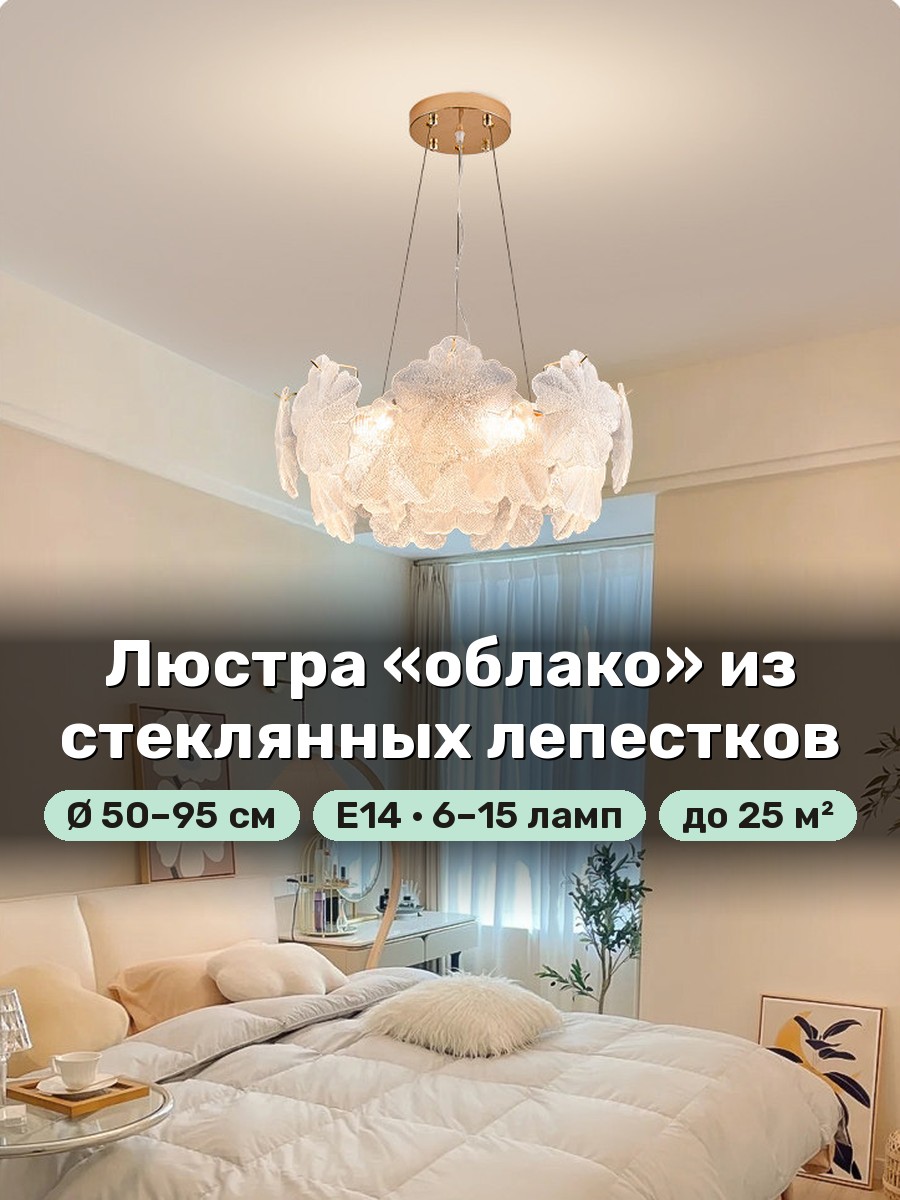 Люстра «облако» из
стеклянных лепестков
Ø 50–95 см
E14 • 6–15 ламп
до 25 м²